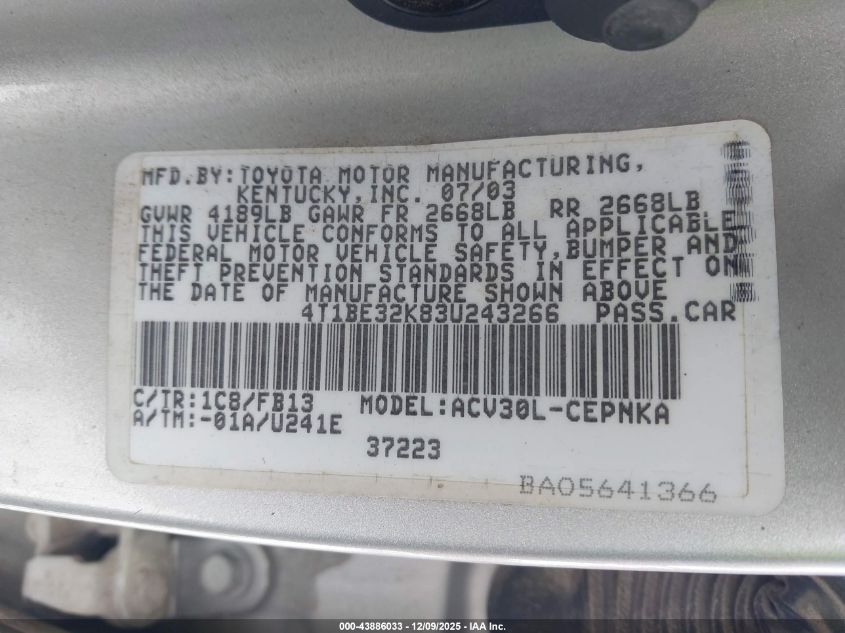 MFD.BY:TOYOTA MOTOR MANUFACTURING,
KENTUCKY,INC. 07/03
GVWR 4189LB GAWR FR 2668LB RR 2668LB
THIS VEHICLE CONFORMS TO ALL APPLICABLE
FEDERAL MOTOR VEHICLE SAFETY,BUMPER AND
THEFT PREVENTION STANDARDS IN EFFECT ON
THE DATE OF MANUFACTURE SHOWN ABOVE
4T1BE32K83U243266 PASS.CAR
C/TR:1C8/FB13 MODEL:ACV30L-CEPNKA
A/TM:-01A/U241E
37223
BA05641366
000-43886033 - 12/09/2025 - IAA Inc.